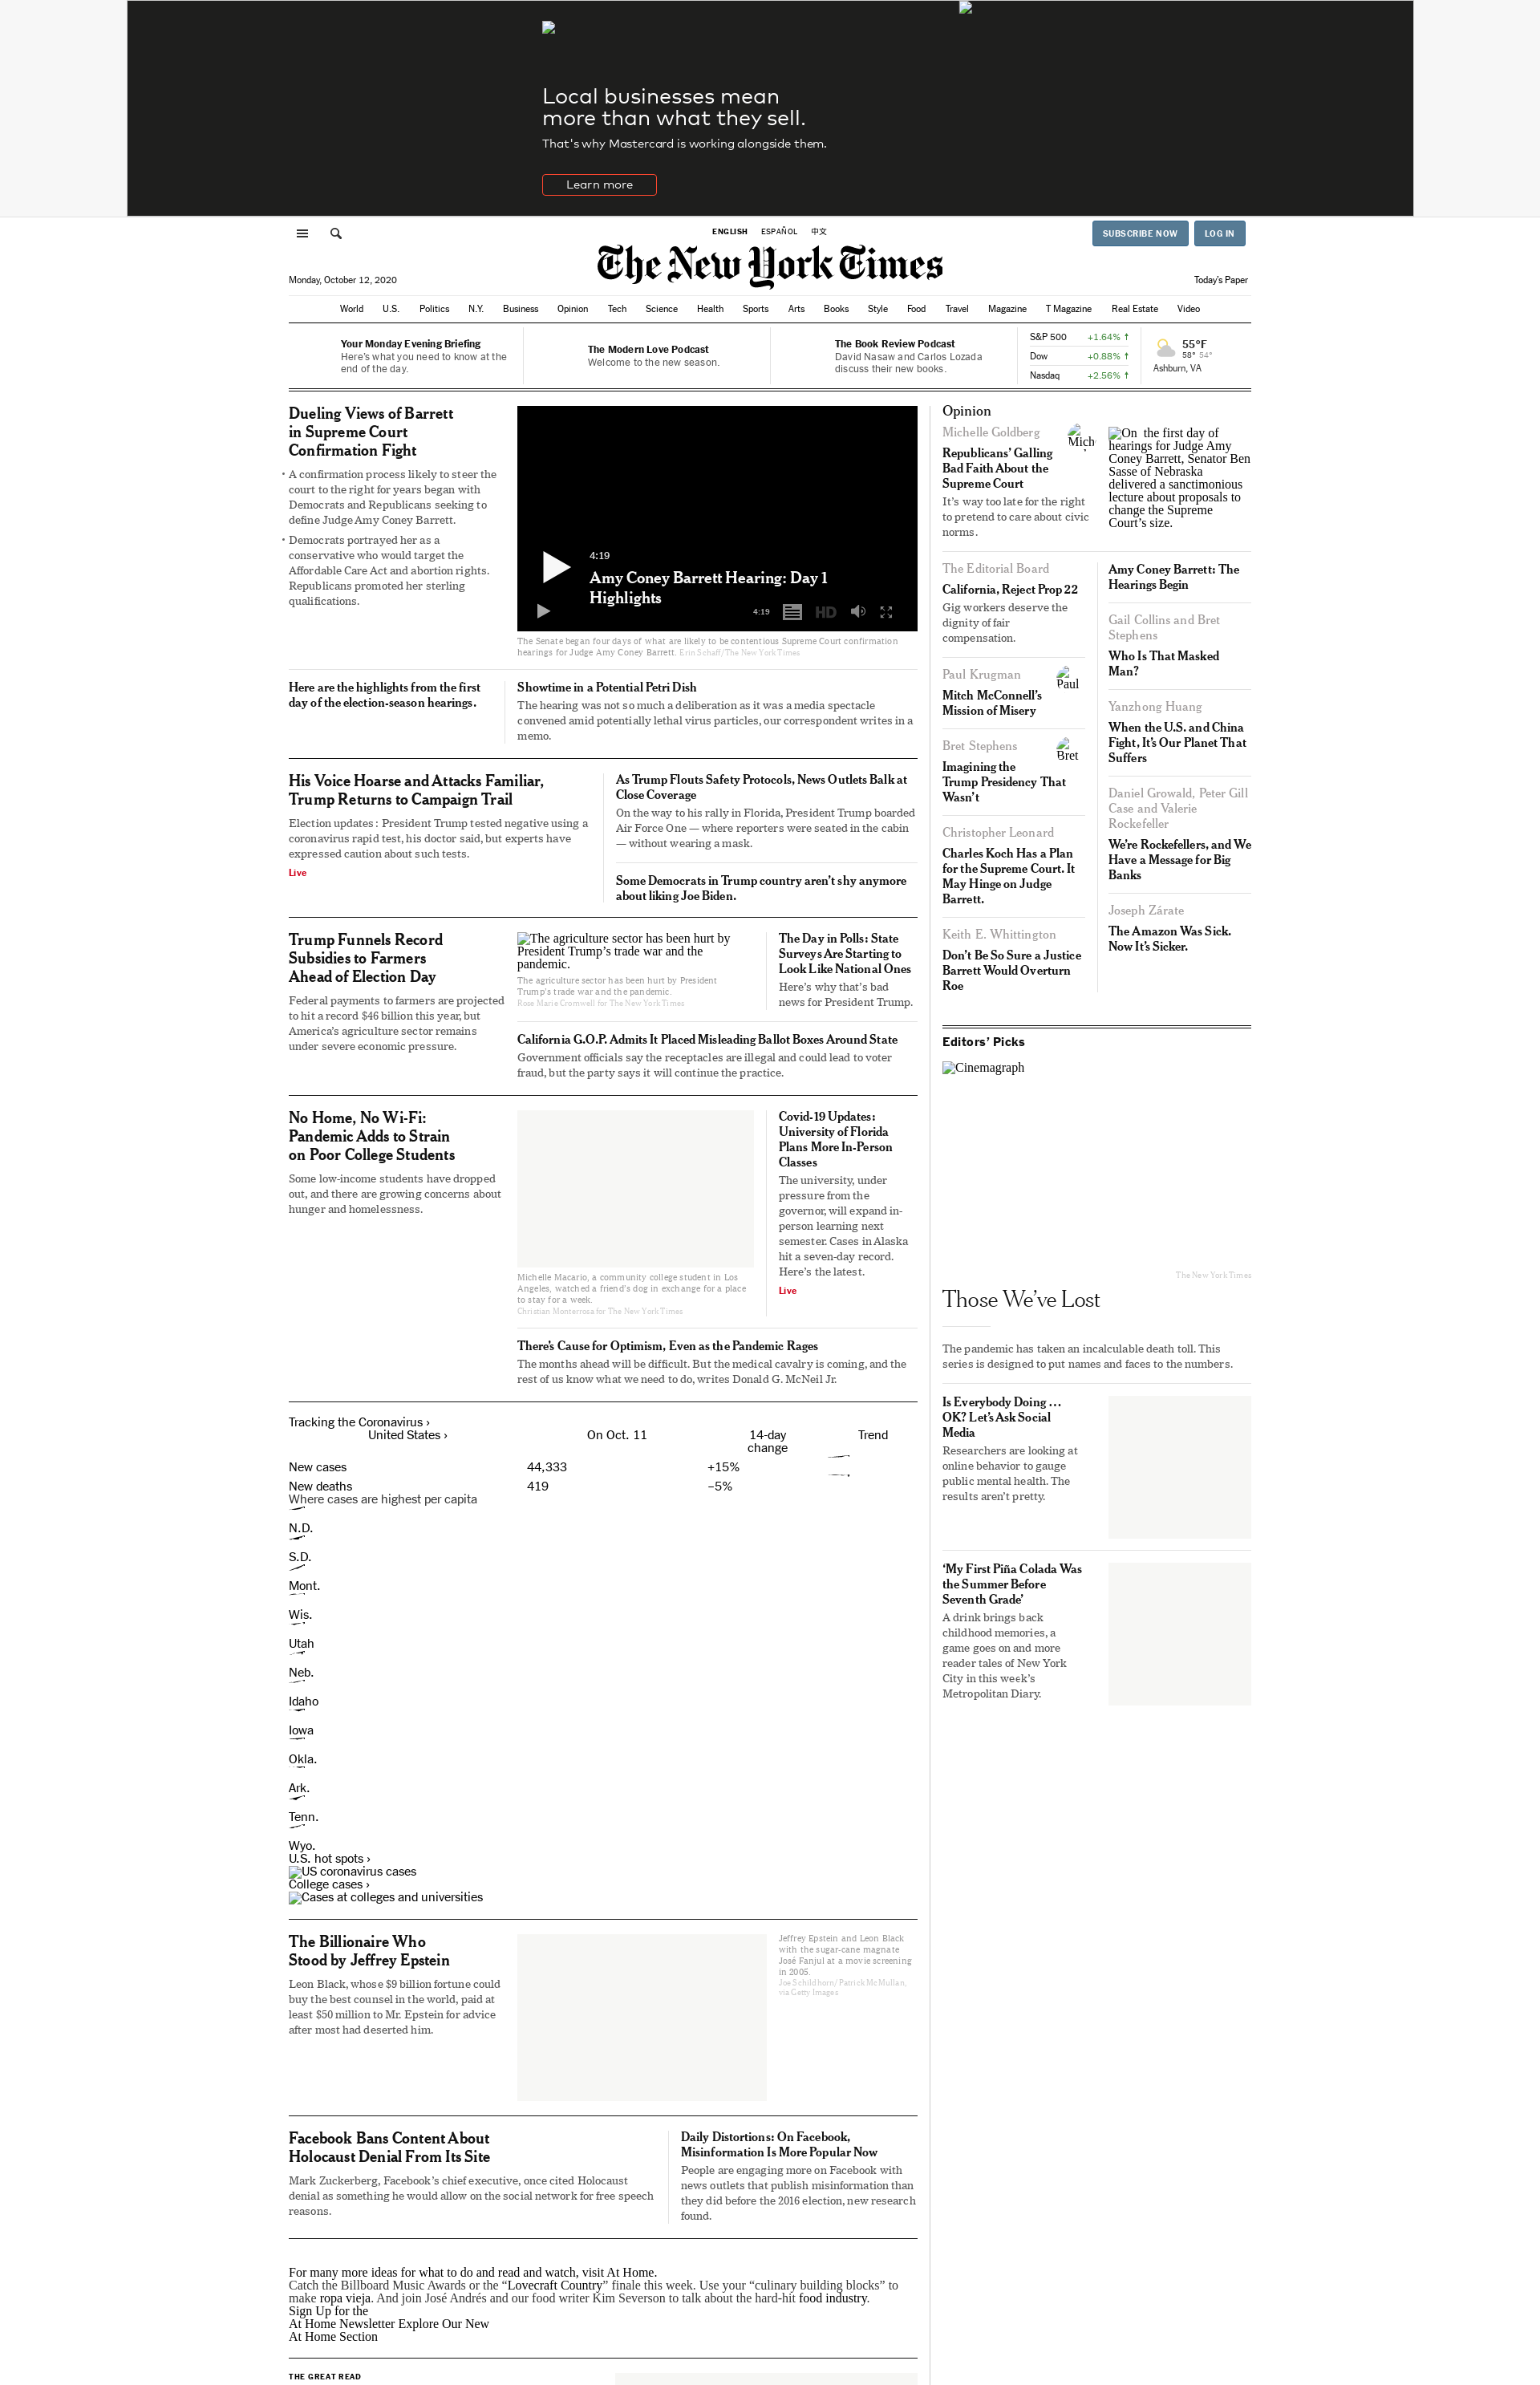 Local businesses mean
more than what they sell.
That's why Mastercard is working alongside them.
Learn more
ENGLISH ESPAÑOL 中文
SUBSCRIBE NOW LOG IN
The New York Times
Monday, October 12, 2020
Today's Paper
World U.S. Politics N.Y. Business Opinion Tech Science Health Sports Arts Books Style Food Travel Magazine T Magazine Real Estate Video
Your Monday Evening Briefing
Here's what you need to know at the
end of the day.
The Modern Love Podcast
Welcome to the new season.
The Book Review Podcast
David Nasaw and Carlos Lozada
discuss their new books.
S&P 500 +1.64% ↑
Dow +0.88% ↑
Nasdaq +2.56% ↑
55°F
58° 54°
Ashburn, VA
Dueling Views of Barrett
in Supreme Court
Confirmation Fight
• A confirmation process likely to steer the
court to the right for years began with
Democrats and Republicans seeking to
define Judge Amy Coney Barrett.
• Democrats portrayed her as a
conservative who would target the
Affordable Care Act and abortion rights.
Republicans promoted her sterling
qualifications.
4:19
Amy Coney Barrett Hearing: Day 1
Highlights
4:19 HD
The Senate began four days of what are likely to be contentious Supreme Court confirmation
hearings for Judge Amy Coney Barrett. Erin Schaff/The New York Times
Here are the highlights from the first
day of the election-season hearings.
Showtime in a Potential Petri Dish
The hearing was not so much a deliberation as it was a media spectacle
convened amid potentially lethal virus particles, our correspondent writes in a
memo.
His Voice Hoarse and Attacks Familiar,
Trump Returns to Campaign Trail
Election updates: President Trump tested negative using a
coronavirus rapid test, his doctor said, but experts have
expressed caution about such tests.
Live
As Trump Flouts Safety Protocols, News Outlets Balk at
Close Coverage
On the way to his rally in Florida, President Trump boarded
Air Force One — where reporters were seated in the cabin
— without wearing a mask.
Some Democrats in Trump country aren't shy anymore
about liking Joe Biden.
Trump Funnels Record
Subsidies to Farmers
Ahead of Election Day
Federal payments to farmers are projected
to hit a record $46 billion this year, but
America's agriculture sector remains
under severe economic pressure.
The agriculture sector has been hurt by
President Trump's trade war and the
pandemic.
The agriculture sector has been hurt by President
Trump's trade war and the pandemic.
Rose Marie Cromwell for The New York Times
The Day in Polls: State
Surveys Are Starting to
Look Like National Ones
Here's why that's bad
news for President Trump.
California G.O.P. Admits It Placed Misleading Ballot Boxes Around State
Government officials say the receptacles are illegal and could lead to voter
fraud, but the party says it will continue the practice.
No Home, No Wi-Fi:
Pandemic Adds to Strain
on Poor College Students
Some low-income students have dropped
out, and there are growing concerns about
hunger and homelessness.
Michelle Macario, a community college student in Los
Angeles, watched a friend's dog in exchange for a place
to stay for a week.
Christian Monterrosa for The New York Times
Covid-19 Updates:
University of Florida
Plans More In-Person
Classes
The university, under
pressure from the
governor, will expand in-
person learning next
semester. Cases in Alaska
hit a seven-day record.
Here's the latest.
Live
There's Cause for Optimism, Even as the Pandemic Rages
The months ahead will be difficult. But the medical cavalry is coming, and the
rest of us know what we need to do, writes Donald G. McNeil Jr.
Tracking the Coronavirus ›
United States › On Oct. 11 14-day
change Trend
New cases 44,333 +15%
New deaths 419 –5%
Where cases are highest per capita
N.D.
S.D.
Mont.
Wis.
Utah
Neb.
Idaho
Iowa
Okla.
Ark.
Tenn.
Wyo.
U.S. hot spots ›
US coronavirus cases
College cases ›
Cases at colleges and universities
The Billionaire Who
Stood by Jeffrey Epstein
Leon Black, whose $9 billion fortune could
buy the best counsel in the world, paid at
least $50 million to Mr. Epstein for advice
after most had deserted him.
Jeffrey Epstein and Leon Black
with the sugar-cane magnate
José Fanjul at a movie screening
in 2005.
Joe Schildhorn/Patrick McMullan,
via Getty Images
Facebook Bans Content About
Holocaust Denial From Its Site
Mark Zuckerberg, Facebook's chief executive, once cited Holocaust
denial as something he would allow on the social network for free speech
reasons.
Daily Distortions: On Facebook,
Misinformation Is More Popular Now
People are engaging more on Facebook with
news outlets that publish misinformation than
they did before the 2016 election, new research
found.
For many more ideas for what to do and read and watch, visit At Home.
Catch the Billboard Music Awards or the “Lovecraft Country” finale this week. Use your “culinary building blocks” to
make ropa vieja. And join José Andrés and our food writer Kim Severson to talk about the hard-hit food industry.
Sign Up for the
At Home Newsletter Explore Our New
At Home Section
THE GREAT READ
Opinion
Michelle Goldberg
Mich
Republicans' Galling
Bad Faith About the
Supreme Court
It's way too late for the right
to pretend to care about civic
norms.
On the first day of
hearings for Judge Amy
Coney Barrett, Senator Ben
Sasse of Nebraska
delivered a sanctimonious
lecture about proposals to
change the Supreme
Court's size.
The Editorial Board
California, Reject Prop 22
Gig workers deserve the
dignity of fair
compensation.
Paul Krugman
Paul
Mitch McConnell's
Mission of Misery
Bret Stephens
Bret
Imagining the
Trump Presidency That
Wasn't
Christopher Leonard
Charles Koch Has a Plan
for the Supreme Court. It
May Hinge on Judge
Barrett.
Keith E. Whittington
Don't Be So Sure a Justice
Barrett Would Overturn
Roe
Amy Coney Barrett: The
Hearings Begin
Gail Collins and Bret
Stephens
Who Is That Masked
Man?
Yanzhong Huang
When the U.S. and China
Fight, It's Our Planet That
Suffers
Daniel Growald, Peter Gill
Case and Valerie
Rockefeller
We're Rockefellers, and We
Have a Message for Big
Banks
Joseph Zárate
The Amazon Was Sick.
Now It's Sicker.
Editors' Picks
Cinemagraph
The New York Times
Those We've Lost
The pandemic has taken an incalculable death toll. This
series is designed to put names and faces to the numbers.
Is Everybody Doing …
OK? Let's Ask Social
Media
Researchers are looking at
online behavior to gauge
public mental health. The
results aren't pretty.
‘My First Piña Colada Was
the Summer Before
Seventh Grade’
A drink brings back
childhood memories, a
game goes on and more
reader tales of New York
City in this week's
Metropolitan Diary.